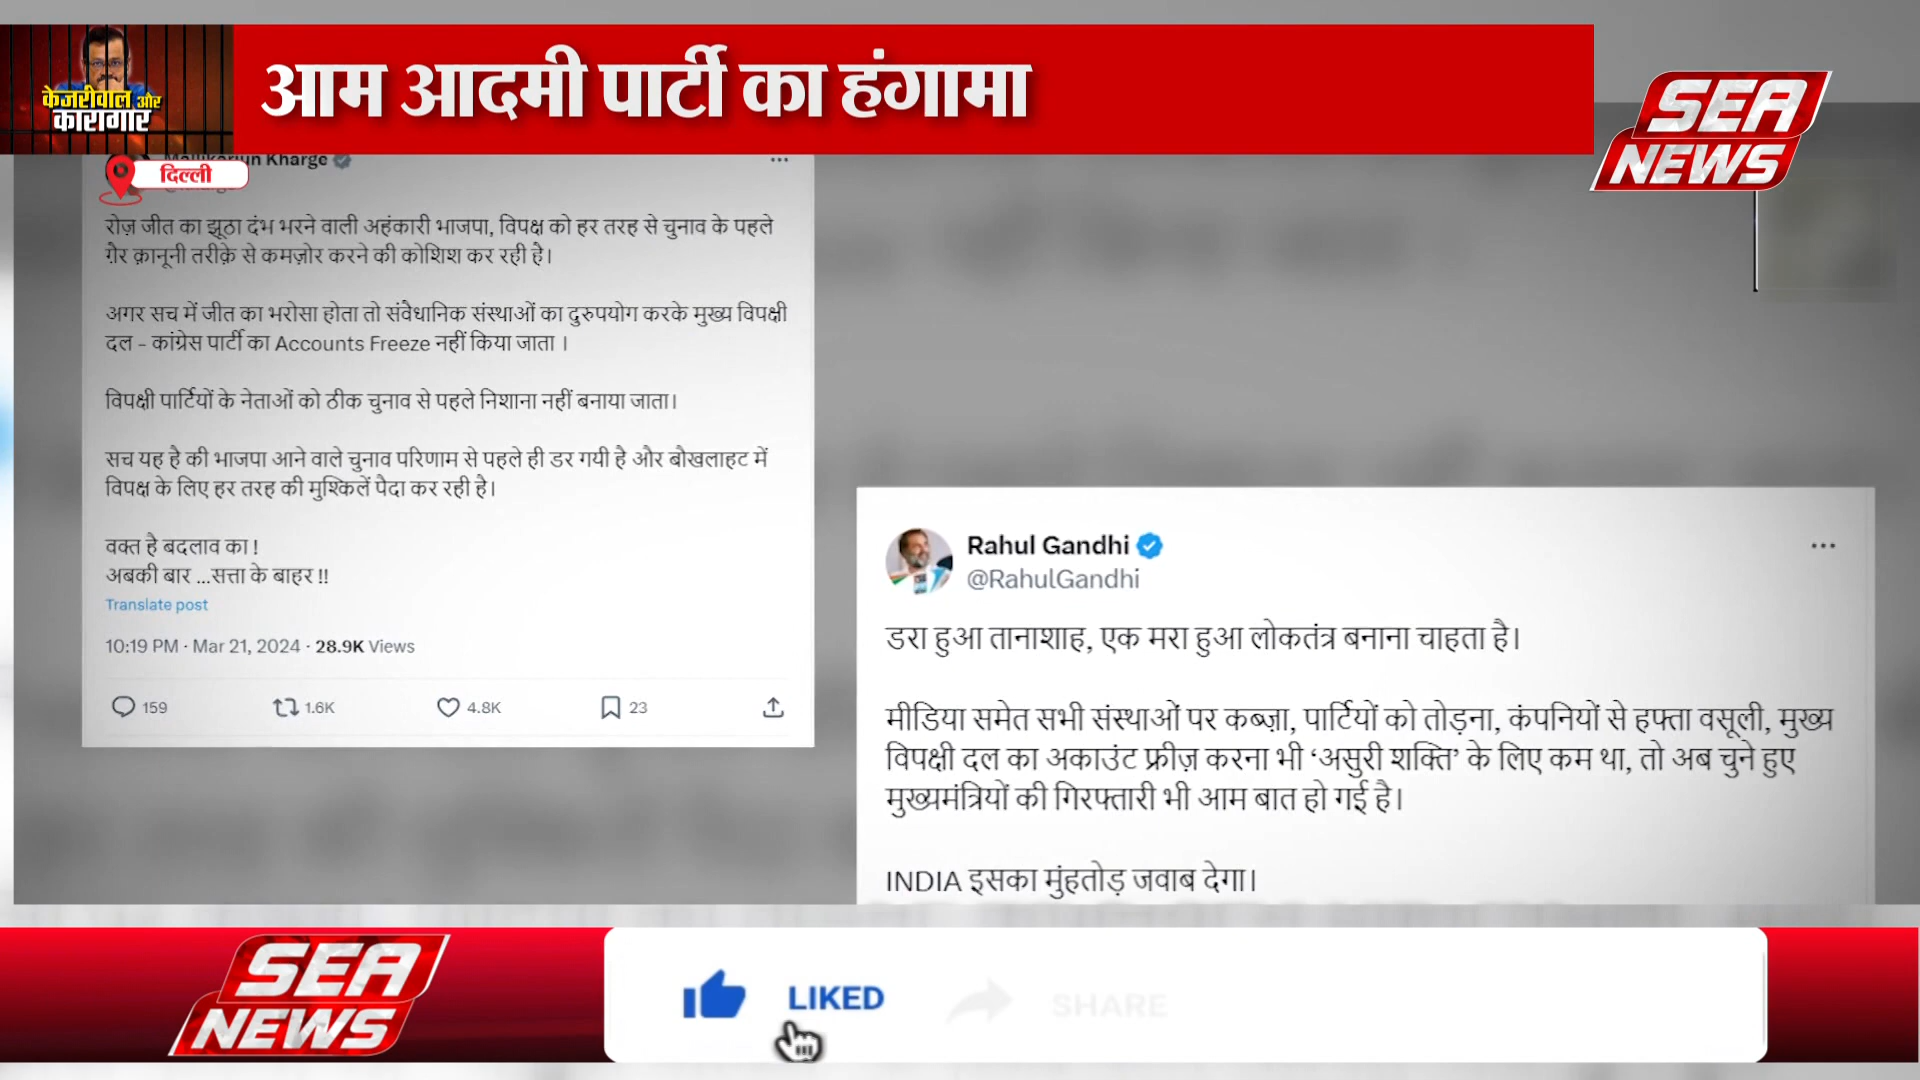 केजरीवाल और
कारागार
आम आदमी पार्टी का हंगामा
SEA
NEWS
Mallikarjun Kharge
दिल्ली
रोज़ जीत का झूठा दंभ भरने वाली अहंकारी भाजपा, विपक्ष को हर तरह से चुनाव के पहले
ग़ैर क़ानूनी तरीक़े से कमज़ोर करने की कोशिश कर रही है।
अगर सच में जीत का भरोसा होता तो संवैधानिक संस्थाओं का दुरुपयोग करके मुख्य विपक्षी
दल - कांग्रेस पार्टी का Accounts Freeze नहीं किया जाता ।
विपक्षी पार्टियों के नेताओं को ठीक चुनाव से पहले निशाना नहीं बनाया जाता।
सच यह है की भाजपा आने वाले चुनाव परिणाम से पहले ही डर गयी है और बौखलाहट में
विपक्ष के लिए हर तरह की मुश्किलें पैदा कर रही है।
वक्त है बदलाव का !
अबकी बार ...सत्ता के बाहर !!
Translate post
10:19 PM · Mar 21, 2024 · 28.9K Views
159 1.6K 4.8K 23
Rahul Gandhi
@RahulGandhi
डरा हुआ तानाशाह, एक मरा हुआ लोकतंत्र बनाना चाहता है।
मीडिया समेत सभी संस्थाओं पर कब्ज़ा, पार्टियों को तोड़ना, कंपनियों से हफ्ता वसूली, मुख्य
विपक्षी दल का अकाउंट फ्रीज़ करना भी ‘असुरी शक्ति’ के लिए कम था, तो अब चुने हुए
मुख्यमंत्रियों की गिरफ्तारी भी आम बात हो गई है।
INDIA इसका मुंहतोड़ जवाब देगा।
SEA
NEWS
LIKED SHARE